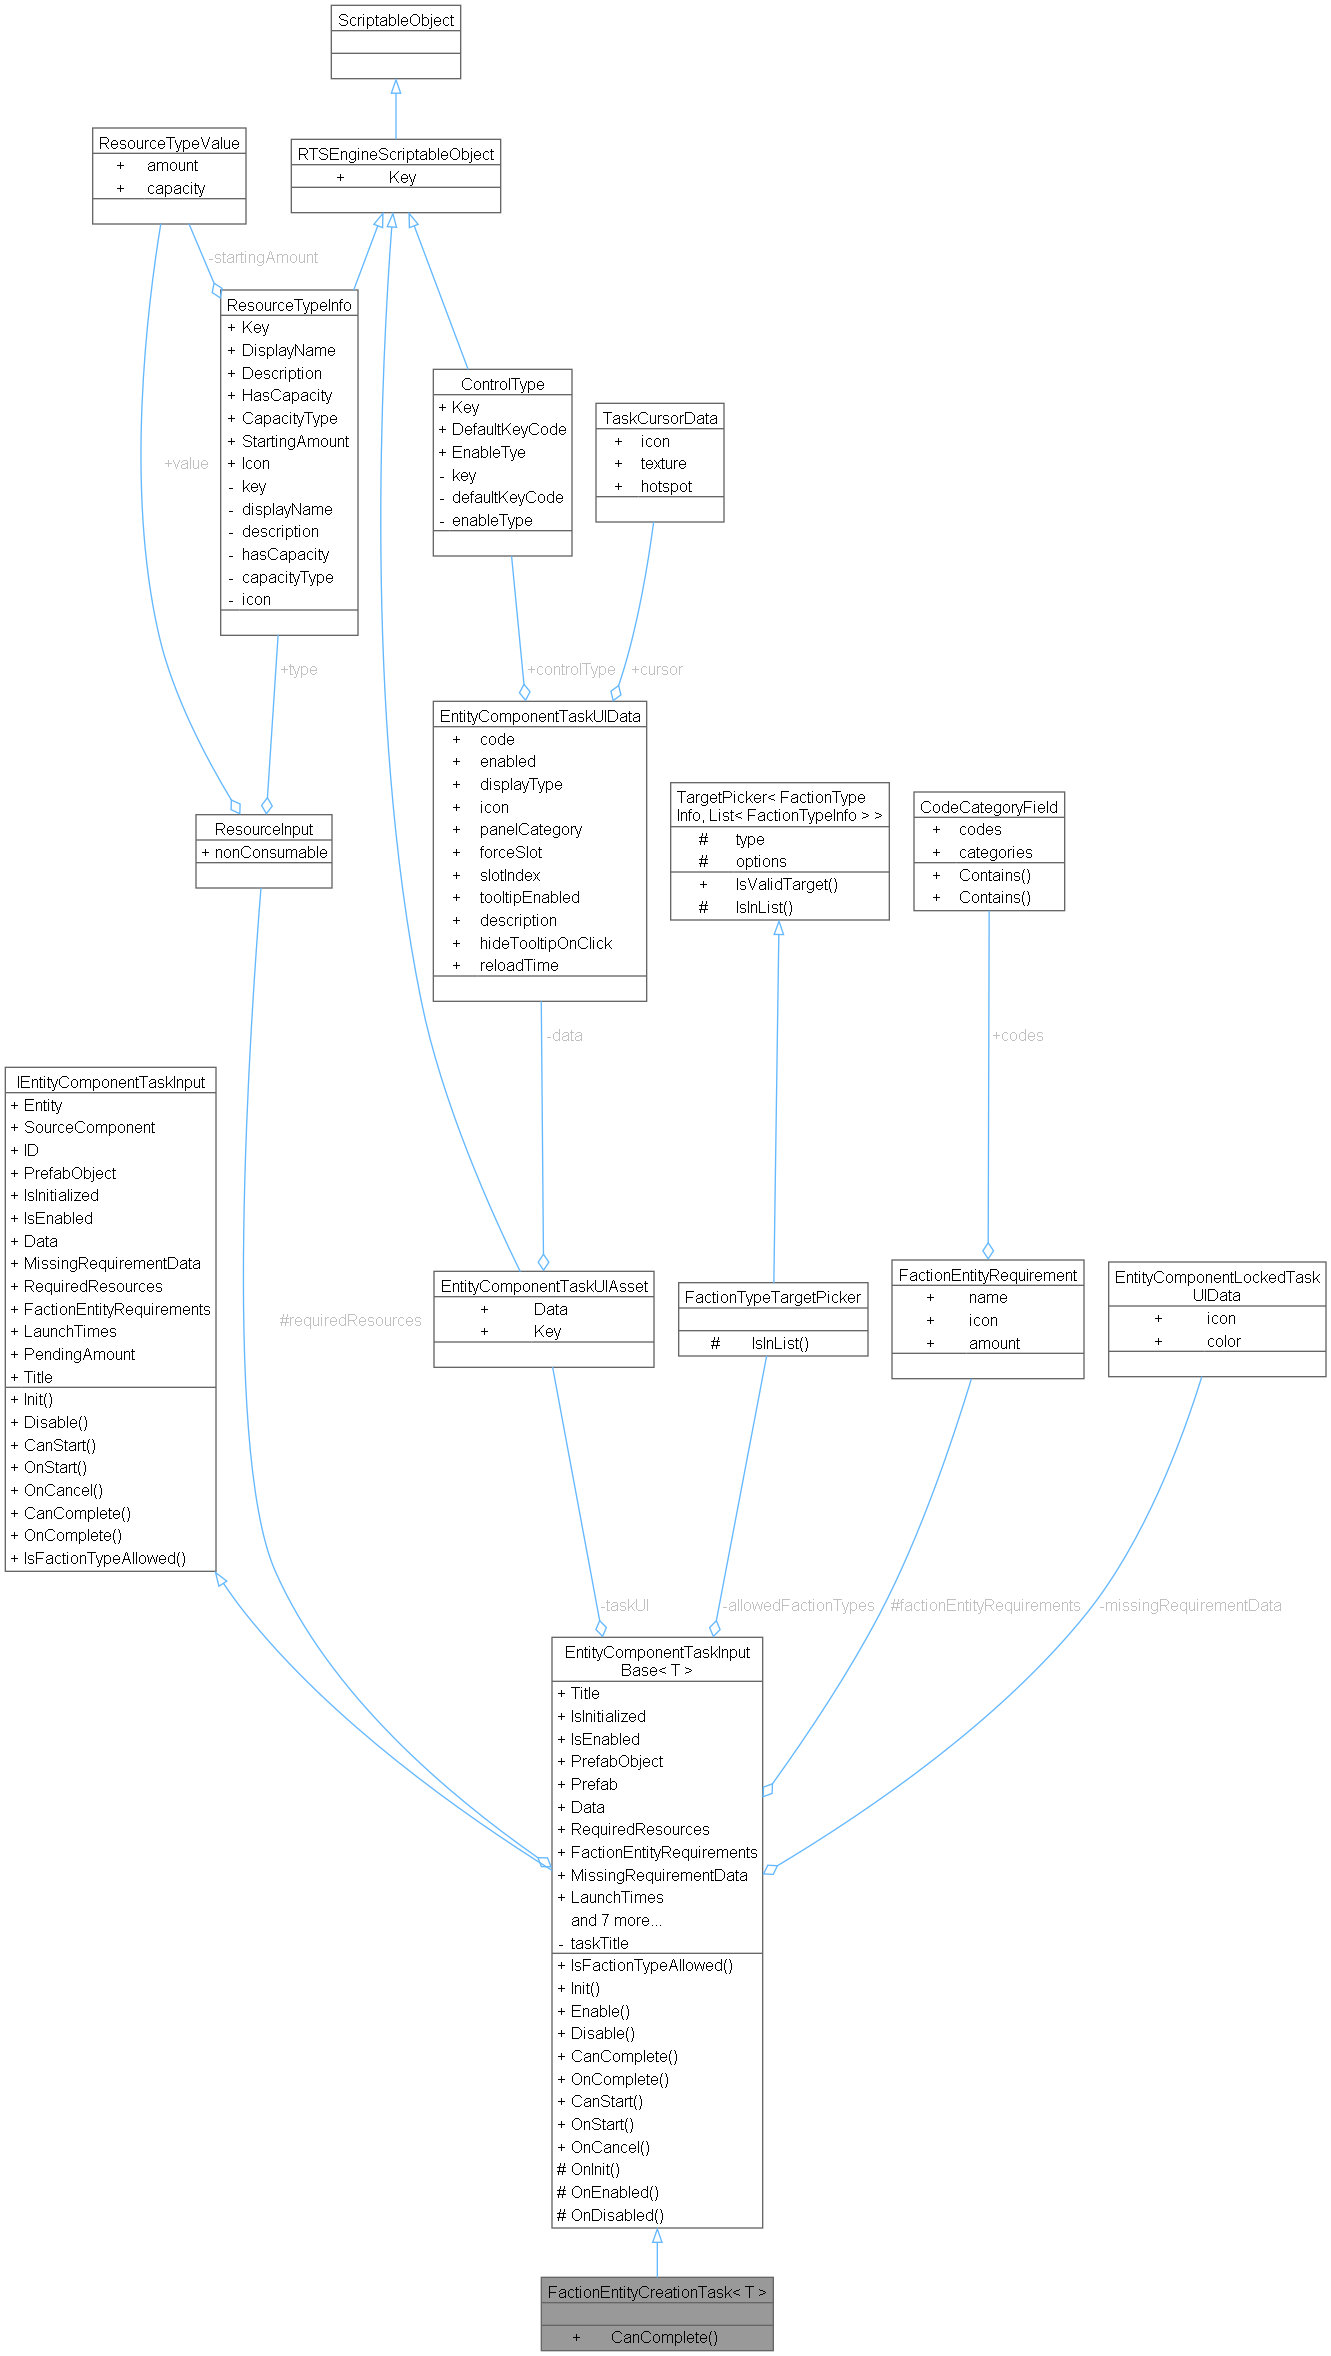 ScriptableObject
RTSEngineScriptableObject
+ Key
ResourceTypeValue
+ amount
+ capacity
-startingAmount
ResourceTypeInfo
+ Key
+ DisplayName
+ Description
+ HasCapacity
+ CapacityType
+ StartingAmount
+ Icon
- key
- displayName
- description
- hasCapacity
- capacityType
- icon
+value
ControlType
+ Key
+ DefaultKeyCode
+ EnableTye
- key
- defaultKeyCode
- enableType
TaskCursorData
+ icon
+ texture
+ hotspot
+type
+controlType
+cursor
EntityComponentTaskUIData
+ code
+ enabled
+ displayType
+ icon
+ panelCategory
+ forceSlot
+ slotIndex
+ tooltipEnabled
+ description
+ hideTooltipOnClick
+ reloadTime
TargetPicker< FactionType
Info, List< FactionTypeInfo > >
# type
# options
+ IsValidTarget()
# IsInList()
CodeCategoryField
+ codes
+ categories
+ Contains()
+ Contains()
ResourceInput
+ nonConsumable
-data
+codes
IEntityComponentTaskInput
+ Entity
+ SourceComponent
+ ID
+ PrefabObject
+ IsInitialized
+ IsEnabled
+ Data
+ MissingRequirementData
+ RequiredResources
+ FactionEntityRequirements
+ LaunchTimes
+ PendingAmount
+ Title
+ Init()
+ Disable()
+ CanStart()
+ OnStart()
+ OnCancel()
+ CanComplete()
+ OnComplete()
+ IsFactionTypeAllowed()
#requiredResources
EntityComponentTaskUIAsset
+ Data
+ Key
FactionTypeTargetPicker
# IsInList()
FactionEntityRequirement
+ name
+ icon
+ amount
EntityComponentLockedTask
UIData
+ icon
+ color
-taskUI
-allowedFactionTypes
#factionEntityRequirements
-missingRequirementData
EntityComponentTaskInput
Base< T >
+ Title
+ IsInitialized
+ IsEnabled
+ PrefabObject
+ Prefab
+ Data
+ RequiredResources
+ FactionEntityRequirements
+ MissingRequirementData
+ LaunchTimes
and 7 more...
- taskTitle
+ IsFactionTypeAllowed()
+ Init()
+ Enable()
+ Disable()
+ CanComplete()
+ OnComplete()
+ CanStart()
+ OnStart()
+ OnCancel()
# OnInit()
# OnEnabled()
# OnDisabled()
FactionEntityCreationTask< T >
+ CanComplete()